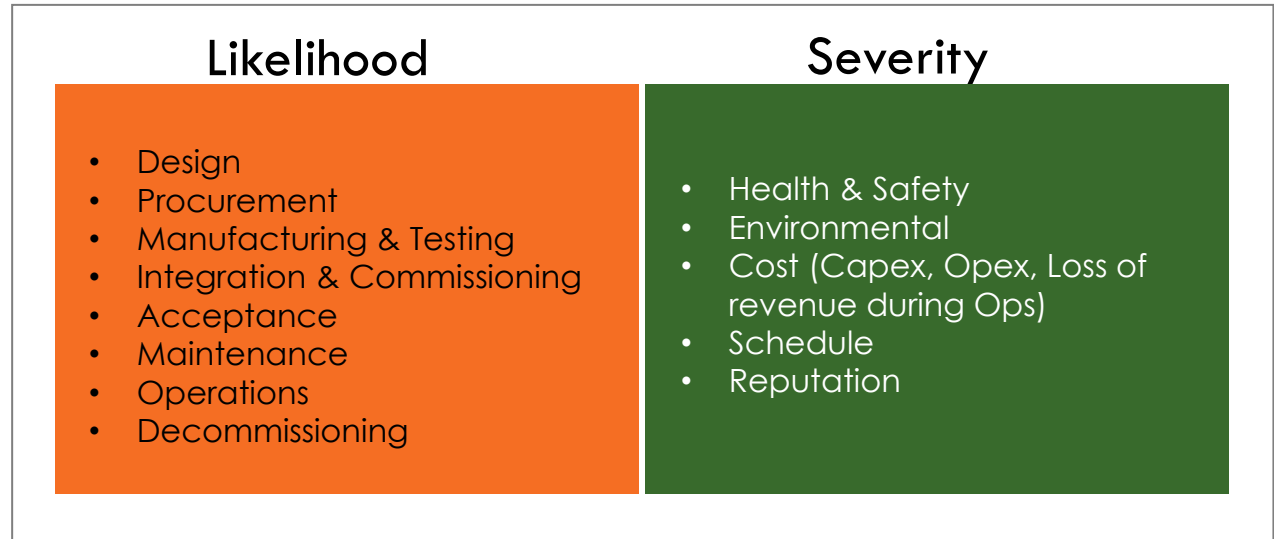 Likelihood
Severity
• Design
• Procurement
• Manufacturing & Testing
• Integration & Commissioning
• Acceptance
• Maintenance
• Operations
• Decommissioning
• Health & Safety
• Environmental
• Cost (Capex, Opex, Loss of
revenue during Ops)
• Schedule
• Reputation